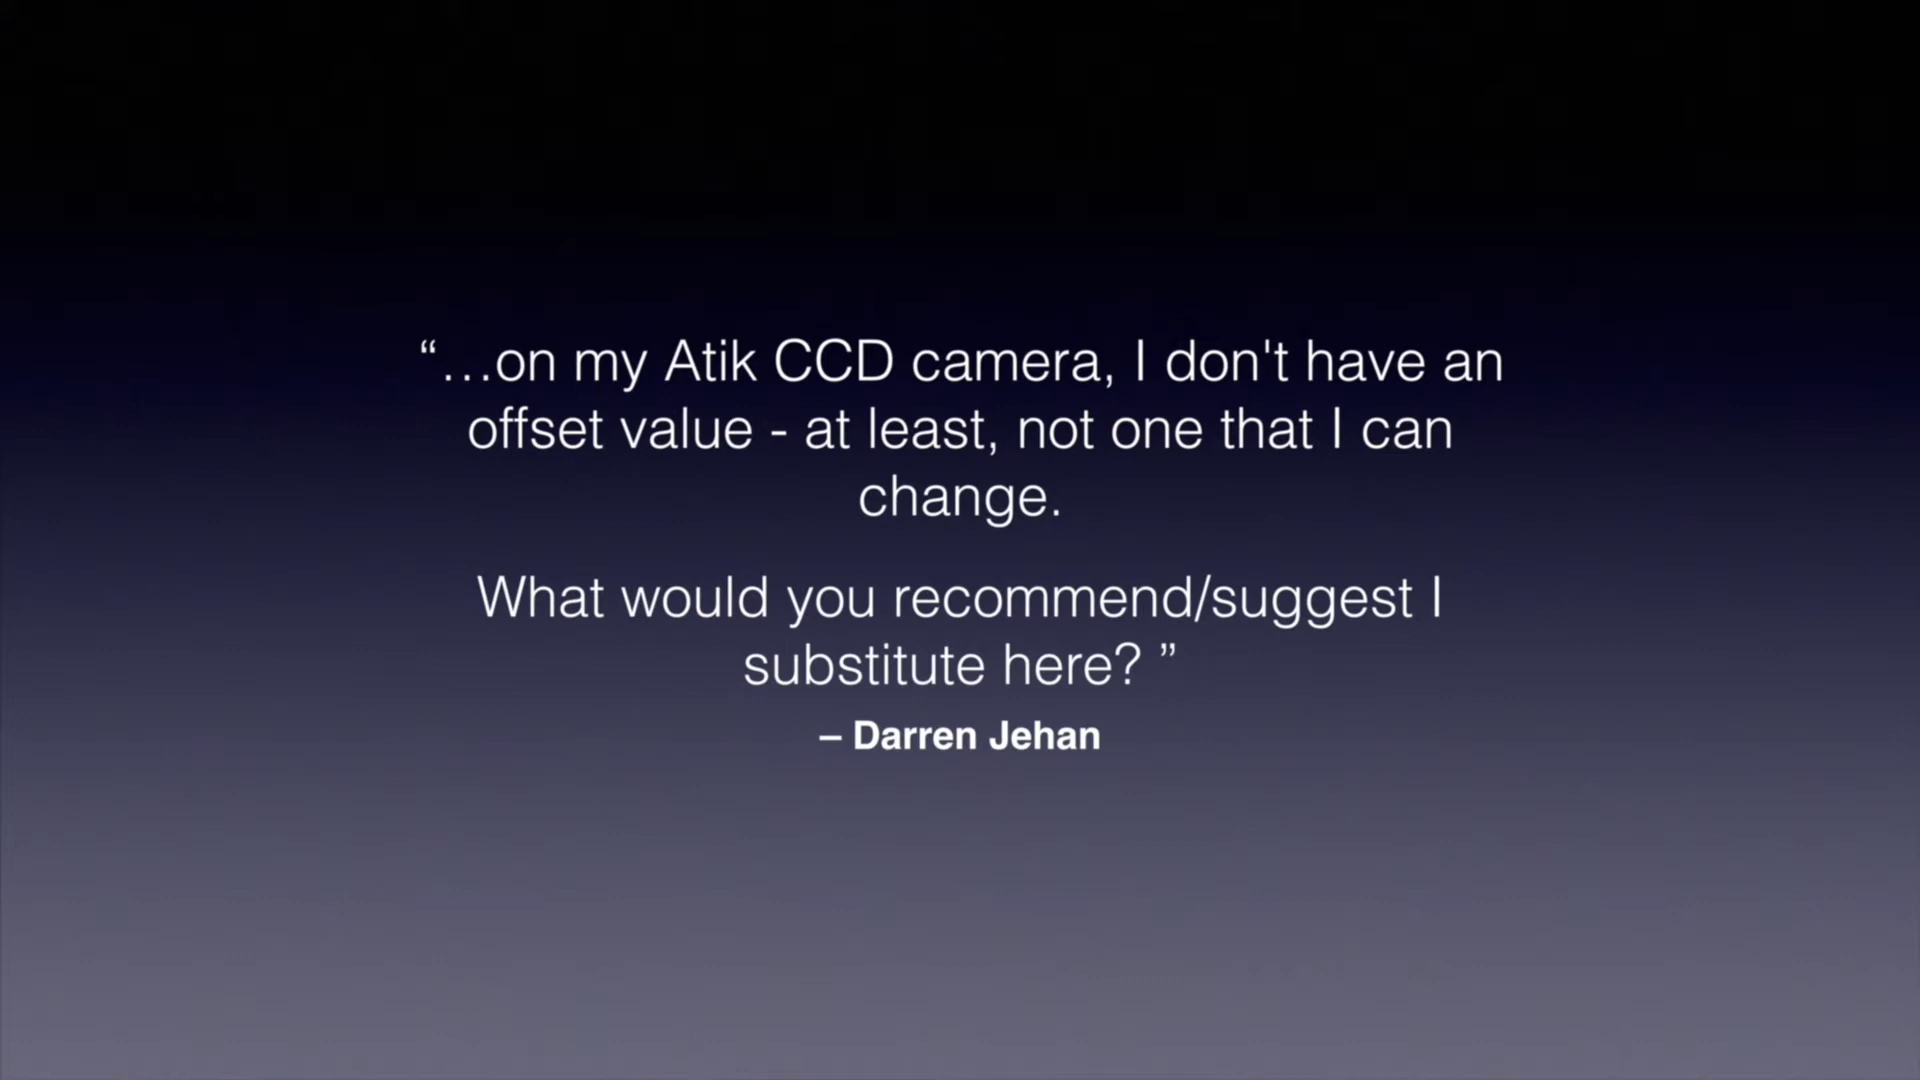 “…on my Atik CCD camera, I don't have an
offset value - at least, not one that I can
change.
What would you recommend/suggest I
substitute here? ”
– Darren Jehan